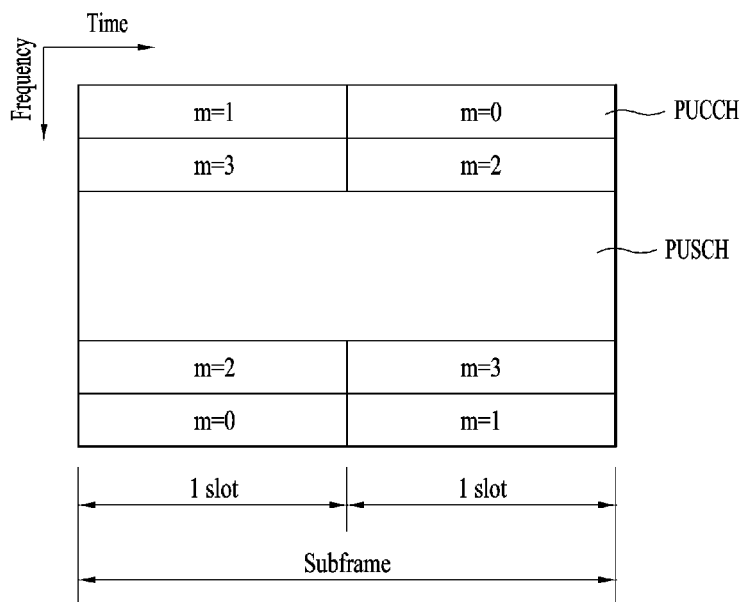 Time
Frequency
m=1
m=0
PUCCH
m=3
m=2
PUSCH
m=2
m=3
m=0
m=1
1 slot
1 slot
Subframe